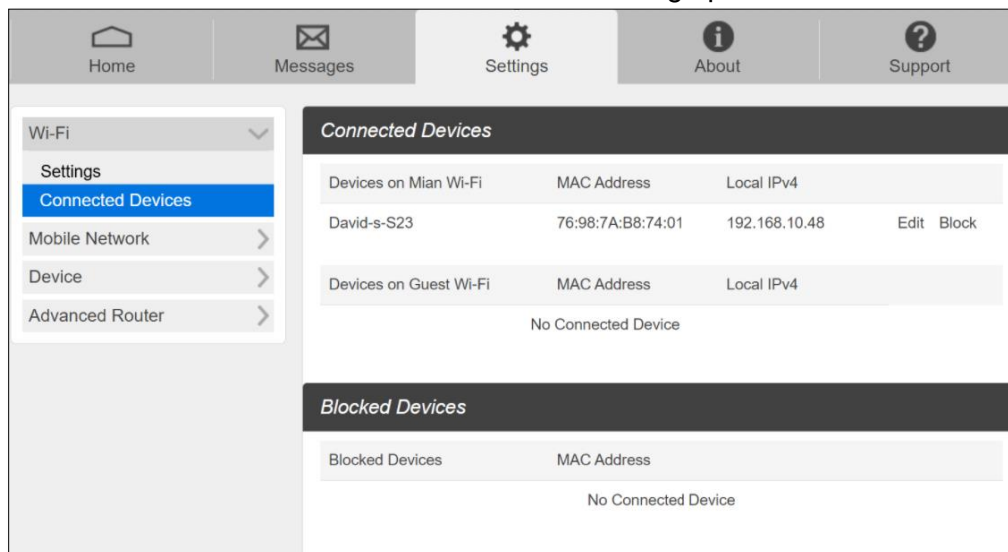 Home Messages Settings About Support
Wi-Fi
Settings
Connected Devices
Mobile Network
Device
Advanced Router
Connected Devices
Devices on Mian Wi-Fi MAC Address Local IPv4
David-s-S23 76:98:7A:B8:74:01 192.168.10.48 Edit Block
Devices on Guest Wi-Fi MAC Address Local IPv4
No Connected Device
Blocked Devices
Blocked Devices MAC Address
No Connected Device